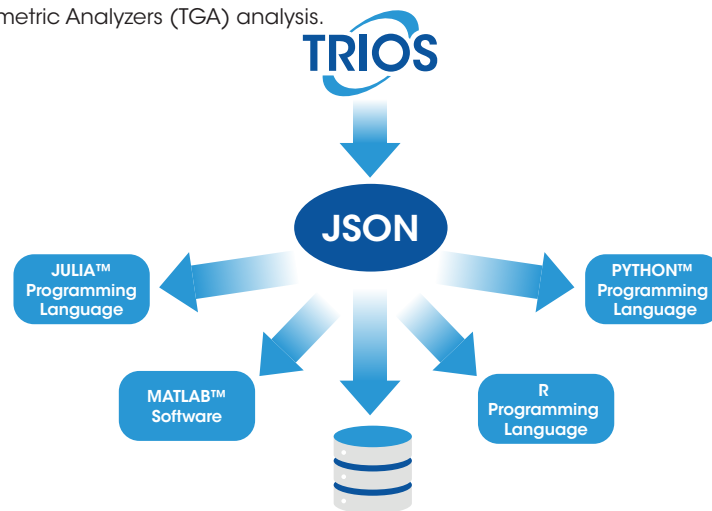 metric Analyzers (TGA) analysis.
TRIOS
JSON
JULIA™
Programming
Language
PYTHON™
Programming
Language
MATLAB™
Software
R
Programming
Language